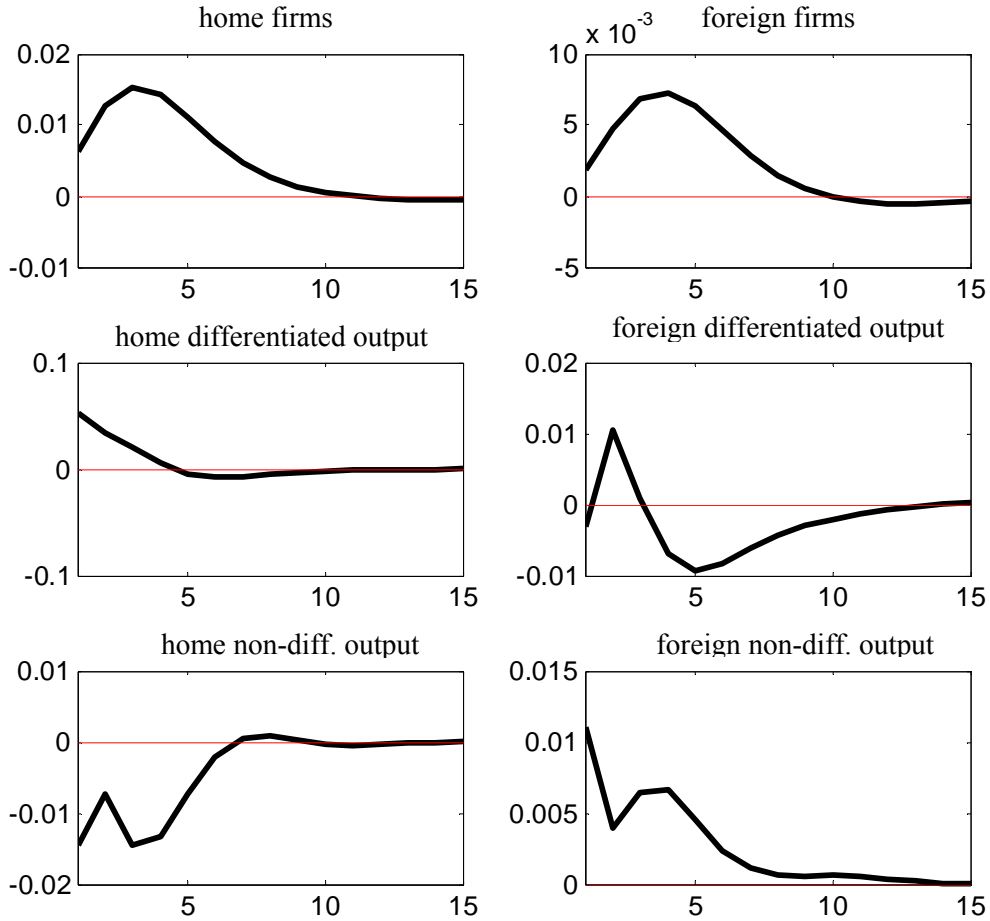 home firms
0.02
0.01
0
-0.01
5 10 15
foreign firms
x 10^-3
10
5
0
-5
5 10 15
home differentiated output
0.1
0
-0.1
5 10 15
foreign differentiated output
0.02
0.01
0
-0.01
5 10 15
home non-diff. output
0.01
0
-0.01
-0.02
5 10 15
foreign non-diff. output
0.015
0.01
0.005
0
5 10 15